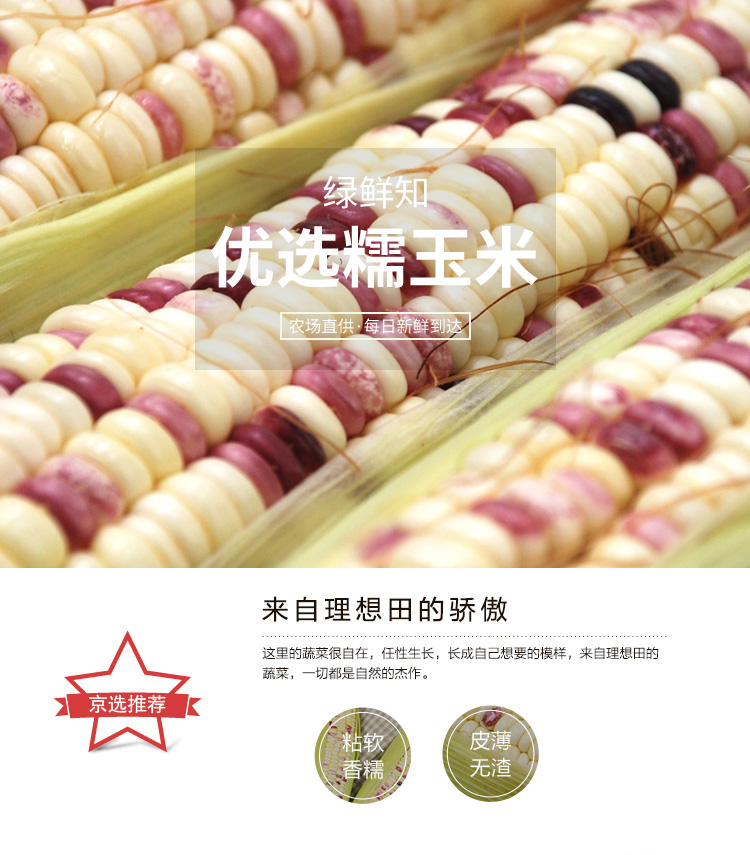 绿鲜知
优选糯玉米
农场直供·每日新鲜到达
来自理想田的骄傲
这里的蔬菜很自在，任性生长，长成自己想要的模样，来自理想田的
蔬菜，一切都是自然的杰作。
京选推荐
粘软
香糯
皮薄
无渣